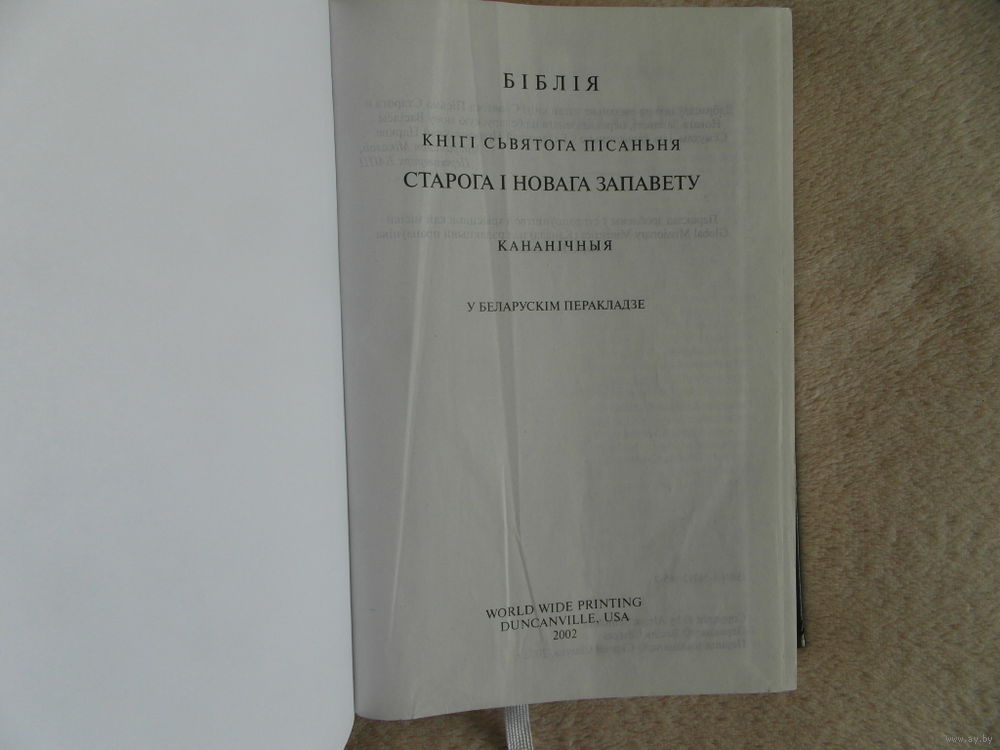 БІБЛІЯ
КНІГІ СЬВЯТОГА ПІСАНЬНЯ
СТАРОГА І НОВАГА ЗАПАВЕТУ
КАНАНІЧНЫЯ
У БЕЛАРУСКІМ ПЕРАКЛАДЗЕ
WORLD WIDE PRINTING
DUNCANVILLE, USA
2002
www.ay.by